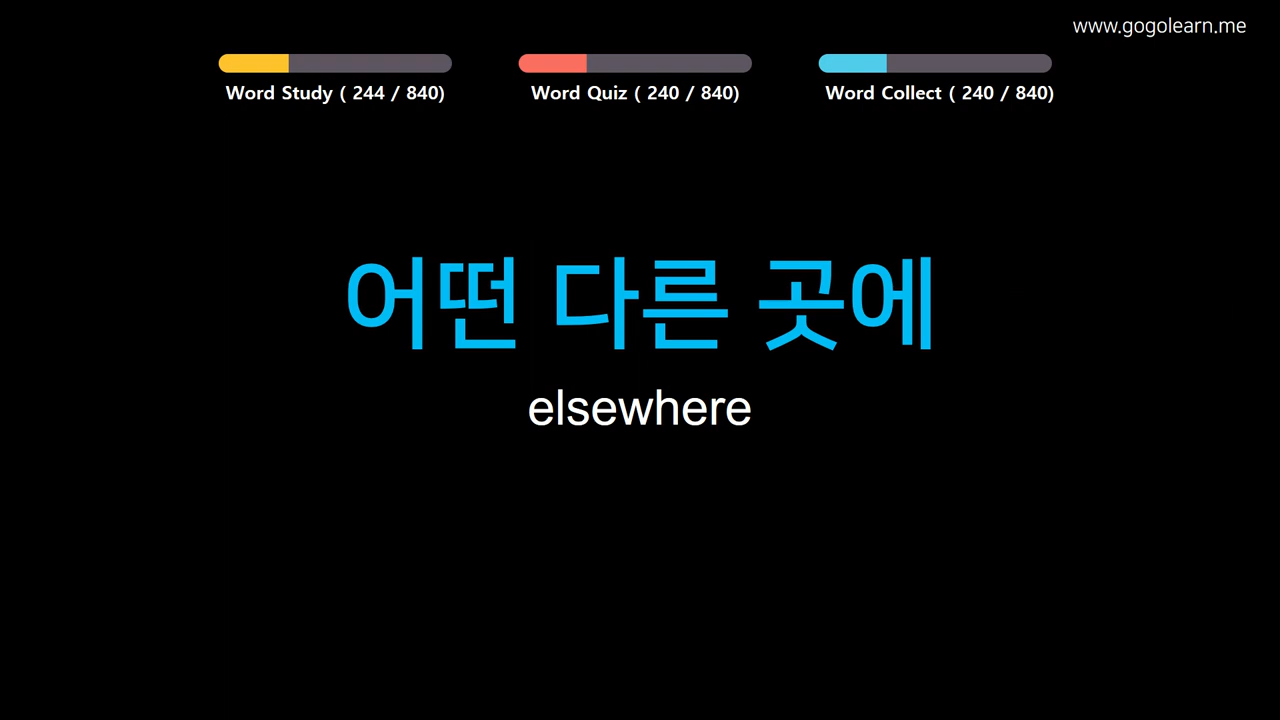 www.gogolearn.me
Word Study ( 244 / 840)
Word Quiz ( 240 / 840)
Word Collect ( 240 / 840)
어떤 다른 곳에
elsewhere